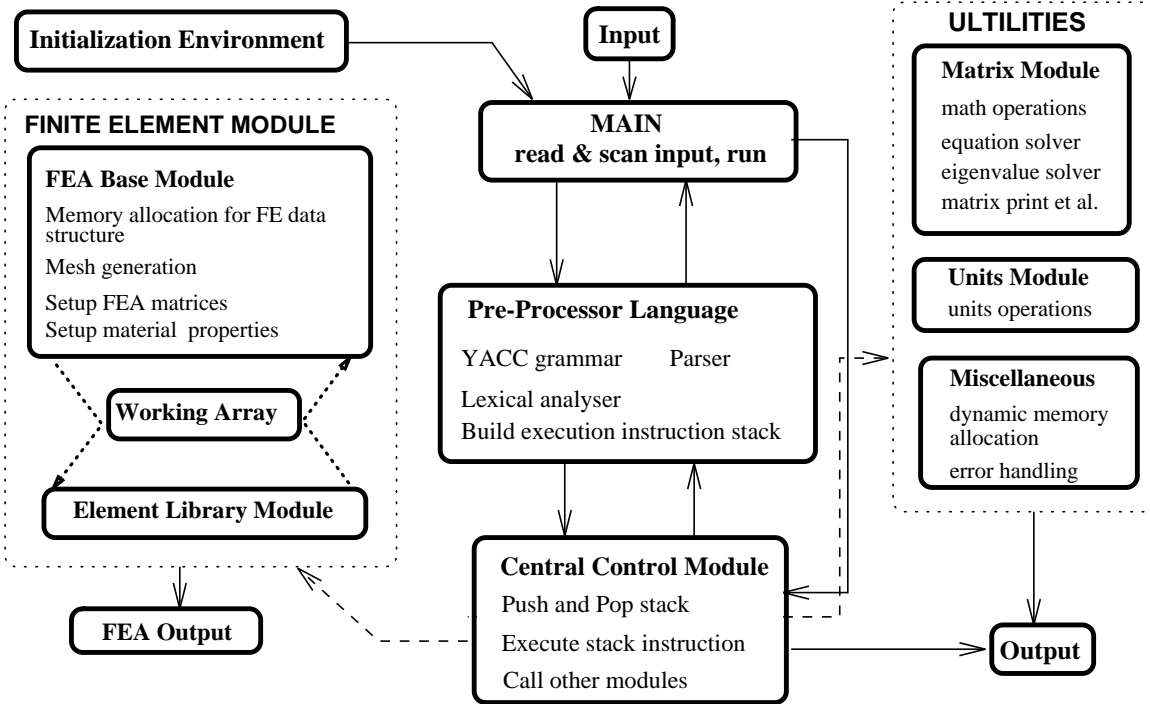 Initialization Environment
Input
MAIN
read & scan input, run
FINITE ELEMENT MODULE
FEA Base Module
Memory allocation for FE data
structure
Mesh generation
Setup FEA matrices
Setup material properties
Working Array
Element Library Module
FEA Output
Pre-Processor Language
YACC grammar Parser
Lexical analyser
Build execution instruction stack
Central Control Module
Push and Pop stack
Execute stack instruction
Call other modules
ULTILITIES
Matrix Module
math operations
equation solver
eigenvalue solver
matrix print et al.
Units Module
units operations
Miscellaneous
dynamic memory
allocation
error handling
Output